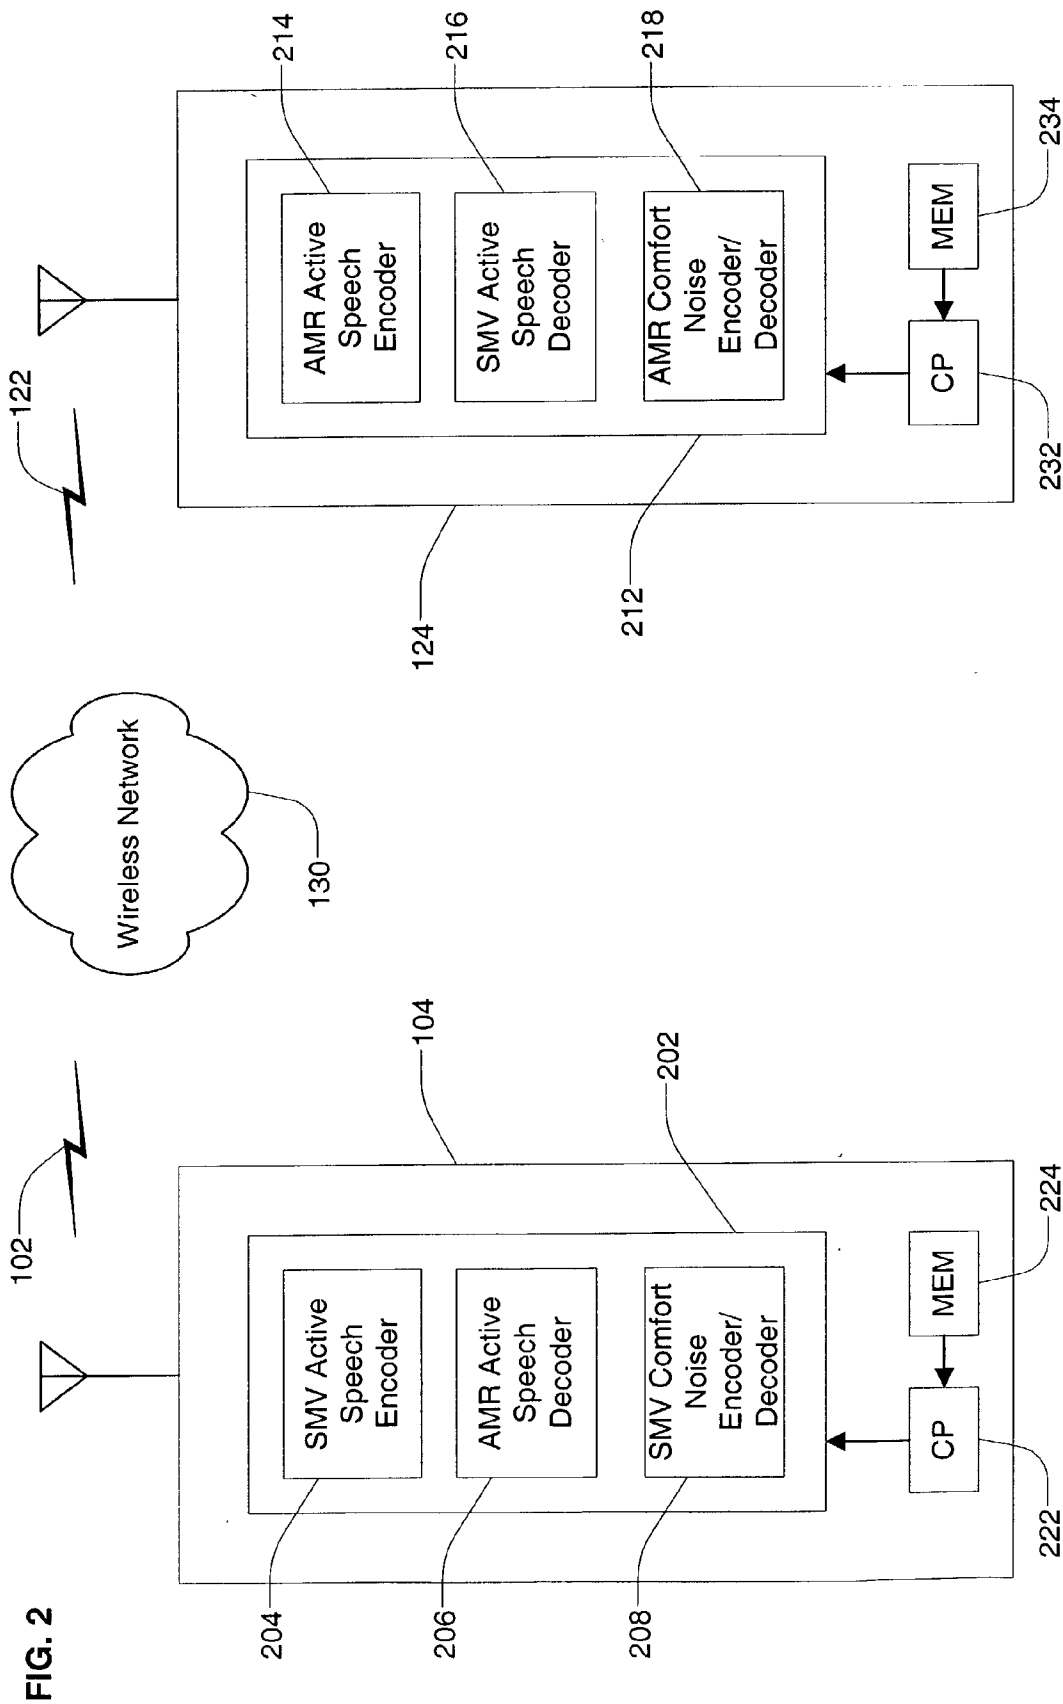 FIG. 2
102
Wireless Network
130
122
104
202
204
SMV Active
Speech
Encoder
206
AMR Active
Speech
Decoder
208
SMV Comfort
Noise
Encoder/
Decoder
222
CP
MEM
224
124
212
214
AMR Active
Speech
Encoder
216
SMV Active
Speech
Decoder
218
AMR Comfort
Noise
Encoder/
Decoder
232
CP
MEM
234